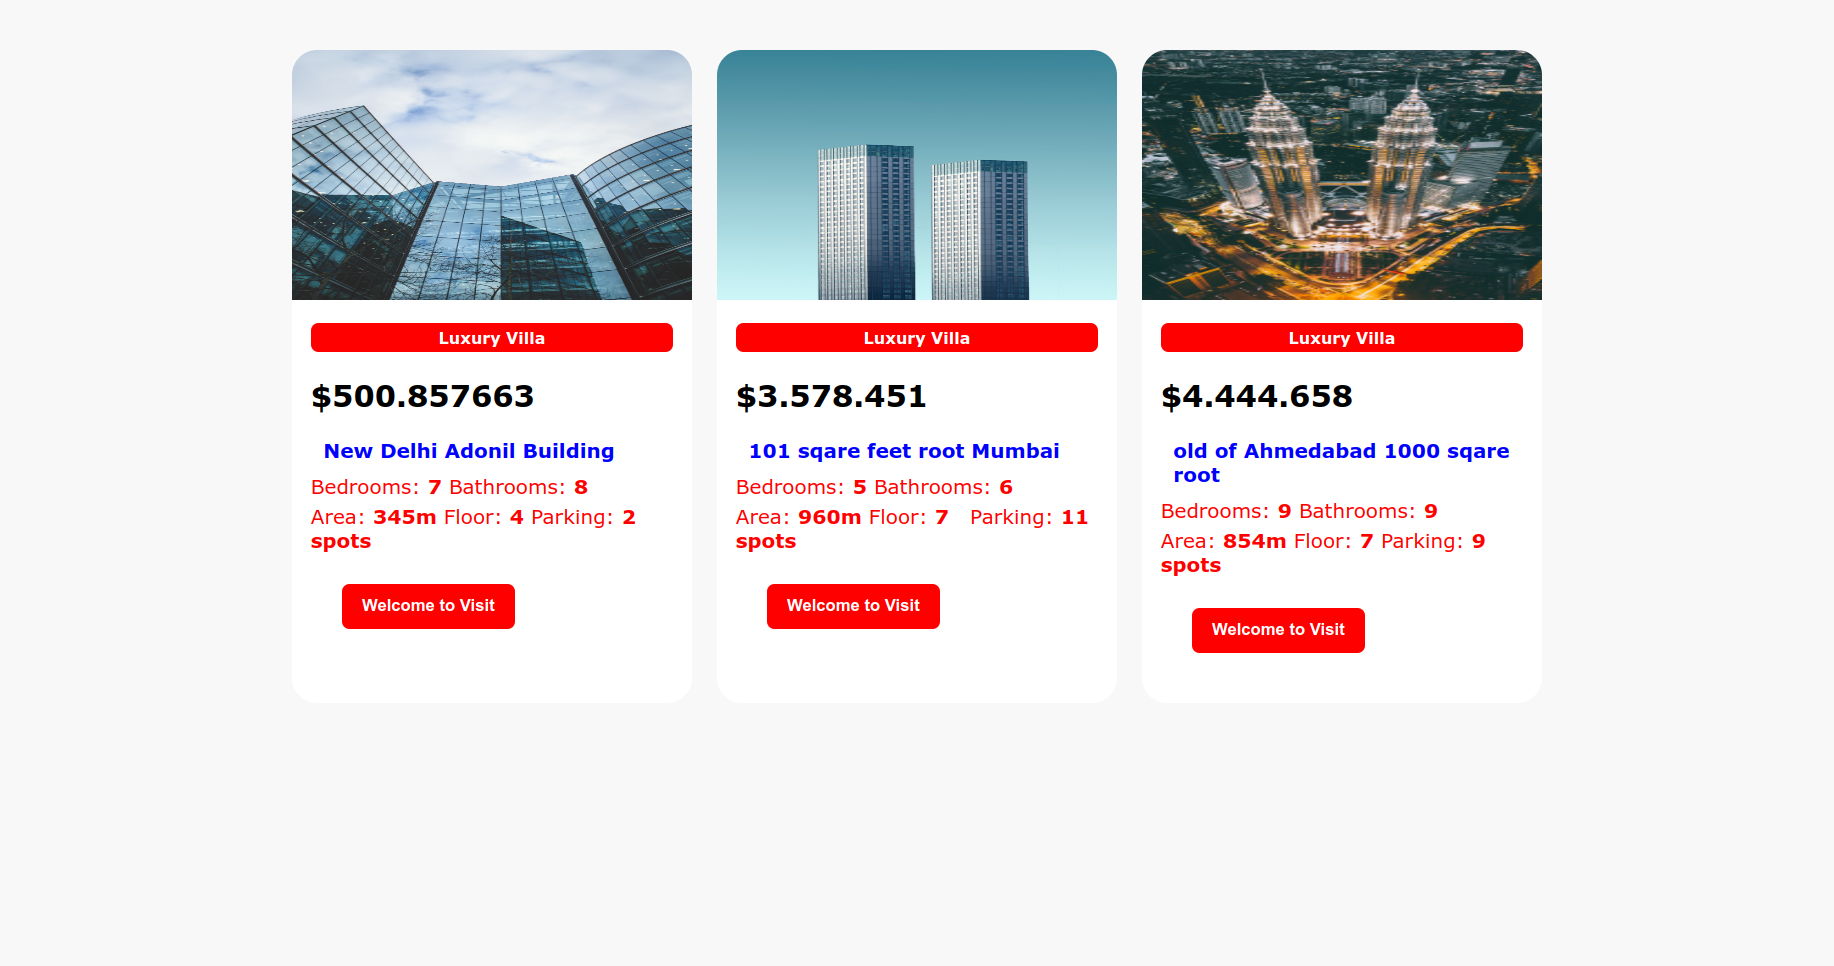 Luxury Villa
$500.857663
New Delhi Adonil Building
Bedrooms: 7 Bathrooms: 8
Area: 345m Floor: 4 Parking: 2
spots
Welcome to Visit
Luxury Villa
$3.578.451
101 sqare feet root Mumbai
Bedrooms: 5 Bathrooms: 6
Area: 960m Floor: 7 Parking: 11
spots
Welcome to Visit
Luxury Villa
$4.444.658
old of Ahmedabad 1000 sqare
root
Bedrooms: 9 Bathrooms: 9
Area: 854m Floor: 7 Parking: 9
spots
Welcome to Visit